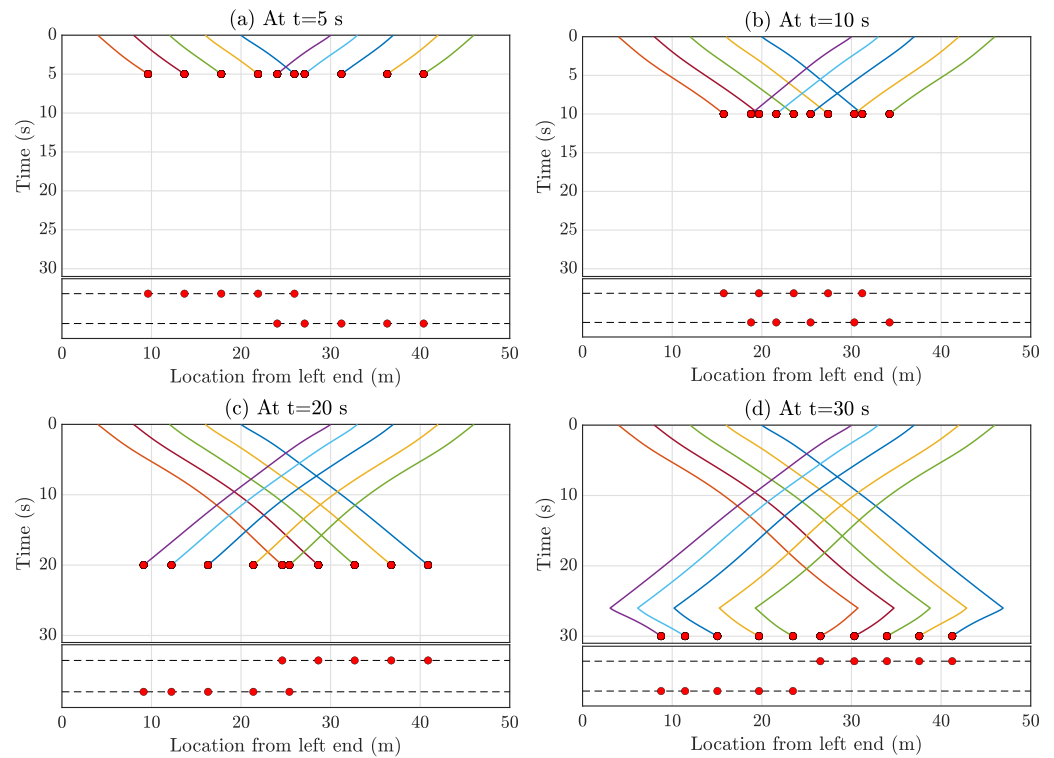 (a) At t=5 s
0
5
10
15
20
25
30
Time (s)
0 10 20 30 40 50
Location from left end (m)
(b) At t=10 s
0
5
10
15
20
25
30
Time (s)
0 10 20 30 40 50
Location from left end (m)
(c) At t=20 s
0
10
20
30
Time (s)
0 10 20 30 40 50
Location from left end (m)
(d) At t=30 s
0
10
20
30
Time (s)
0 10 20 30 40 50
Location from left end (m)